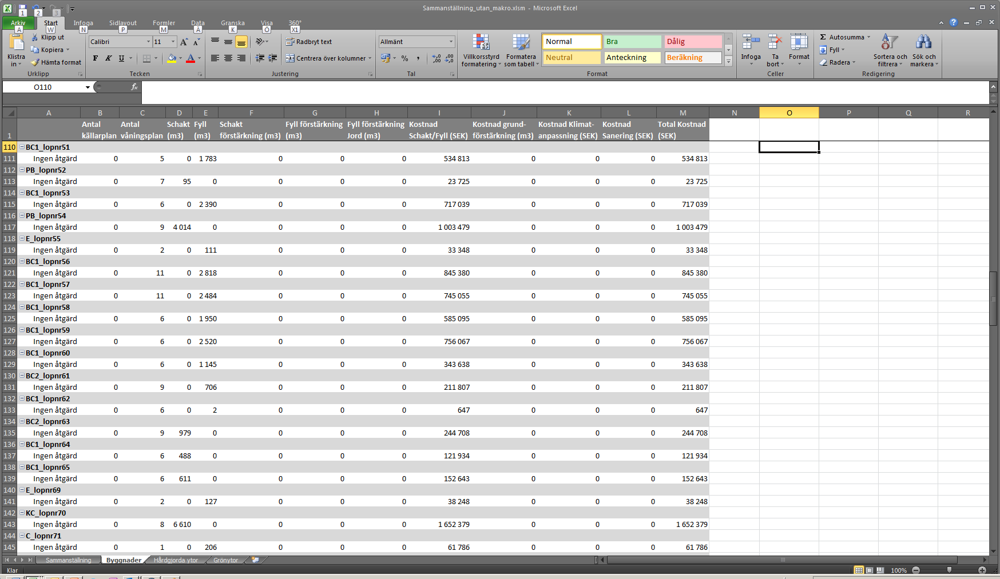 Sammanställning_utan_makro.xlsm - Microsoft Excel
1 2 3
Arkiv Start Infoga Sidlavout Formler Data Granska Visa 360°
A W N P M Ä K Ö X1
Klistra in
Klipp ut
Kopiera
Hämta format
Urklipp
Calibri 11
F K U
Tecken
Radbryt text
Centrera över kolumner
Justering
Allmänt
%
Tal
Villkorsstyrd formatering
Formatera som tabell
Normal Bra Dålig
Neutral Anteckning Beräkning
Format
Infoga Ta bort Format
Celler
Autosumma
Fyll
Radera
Sortera och filtrera
Sök och markera
Redigering
O110 fx
A B C D E F G H I J K L M N O P Q R
1 Antal källarplan Antal våningsplan Schakt (m3) Fyll (m3) Schakt förstärkning (m3) Fyll förstärkning (m3) Fyll förstärkning Jord (m3) Kostnad Schakt/Fyll (SEK) Kostnad grund-förstärkning (m3) Kostnad Klimat-anpassning (SEK) Kostnad Sanering (SEK) Total Kostnad (SEK)
110 BC1_lopnr51
111 Ingen åtgärd 0 5 0 1 783 0 0 0 534 813 0 0 0 534 813
112 PB_lopnr52
113 Ingen åtgärd 0 7 95 0 0 0 0 23 725 0 0 0 23 725
114 BC1_lopnr53
115 Ingen åtgärd 0 6 0 2 390 0 0 0 717 039 0 0 0 717 039
116 PB_lopnr54
117 Ingen åtgärd 0 9 4 014 0 0 0 0 1 003 479 0 0 0 1 003 479
118 E_lopnr55
119 Ingen åtgärd 0 2 0 111 0 0 0 33 348 0 0 0 33 348
120 BC1_lopnr56
121 Ingen åtgärd 0 11 0 2 818 0 0 0 845 380 0 0 0 845 380
122 BC1_lopnr57
123 Ingen åtgärd 0 11 0 2 484 0 0 0 745 055 0 0 0 745 055
124 BC1_lopnr58
125 Ingen åtgärd 0 6 0 1 950 0 0 0 585 095 0 0 0 585 095
126 BC1_lopnr59
127 Ingen åtgärd 0 6 0 2 520 0 0 0 756 067 0 0 0 756 067
128 BC1_lopnr60
129 Ingen åtgärd 0 6 0 1 145 0 0 0 343 638 0 0 0 343 638
130 BC2_lopnr61
131 Ingen åtgärd 0 9 0 706 0 0 0 211 807 0 0 0 211 807
132 BC1_lopnr62
133 Ingen åtgärd 0 6 0 2 0 0 0 647 0 0 0 647
134 BC2_lopnr63
135 Ingen åtgärd 0 9 979 0 0 0 0 244 708 0 0 0 244 708
136 BC1_lopnr64
137 Ingen åtgärd 0 6 488 0 0 0 0 121 934 0 0 0 121 934
138 BC1_lopnr65
139 Ingen åtgärd 0 6 611 0 0 0 0 152 643 0 0 0 152 643
140 E_lopnr69
141 Ingen åtgärd 0 2 0 127 0 0 0 38 248 0 0 0 38 248
142 KC_lopnr70
143 Ingen åtgärd 0 8 6 610 0 0 0 0 1 652 379 0 0 0 1 652 379
144 C_lopnr71
145 Ingen åtgärd 0 1 0 206 0 0 0 61 786 0 0 0 61 786
Sammanställning Byggnader Hårdgjorda ytor Grönytor
Klar 100%